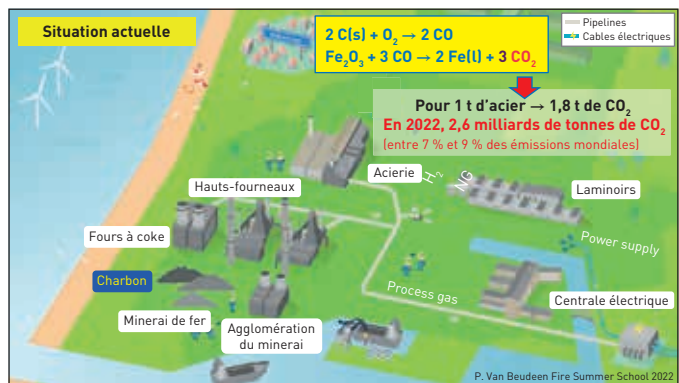 Situation actuelle
2 C(s) + O₂ → 2 CO
Fe₂O₃ + 3 CO → 2 Fe(l) + 3 CO₂
Pipelines
Cables électriques
Pour 1 t d'acier → 1,8 t de CO₂
En 2022, 2,6 milliards de tonnes de CO₂
(entre 7 % et 9 % des émissions mondiales)
Acierie
H₂
NG
Hauts-fourneaux
Laminoirs
Fours à coke
Power supply
Charbon
Process gas
Centrale électrique
Minerai de fer
Agglomération
du minerai
P. Van Beudeen Fire Summer School 2022